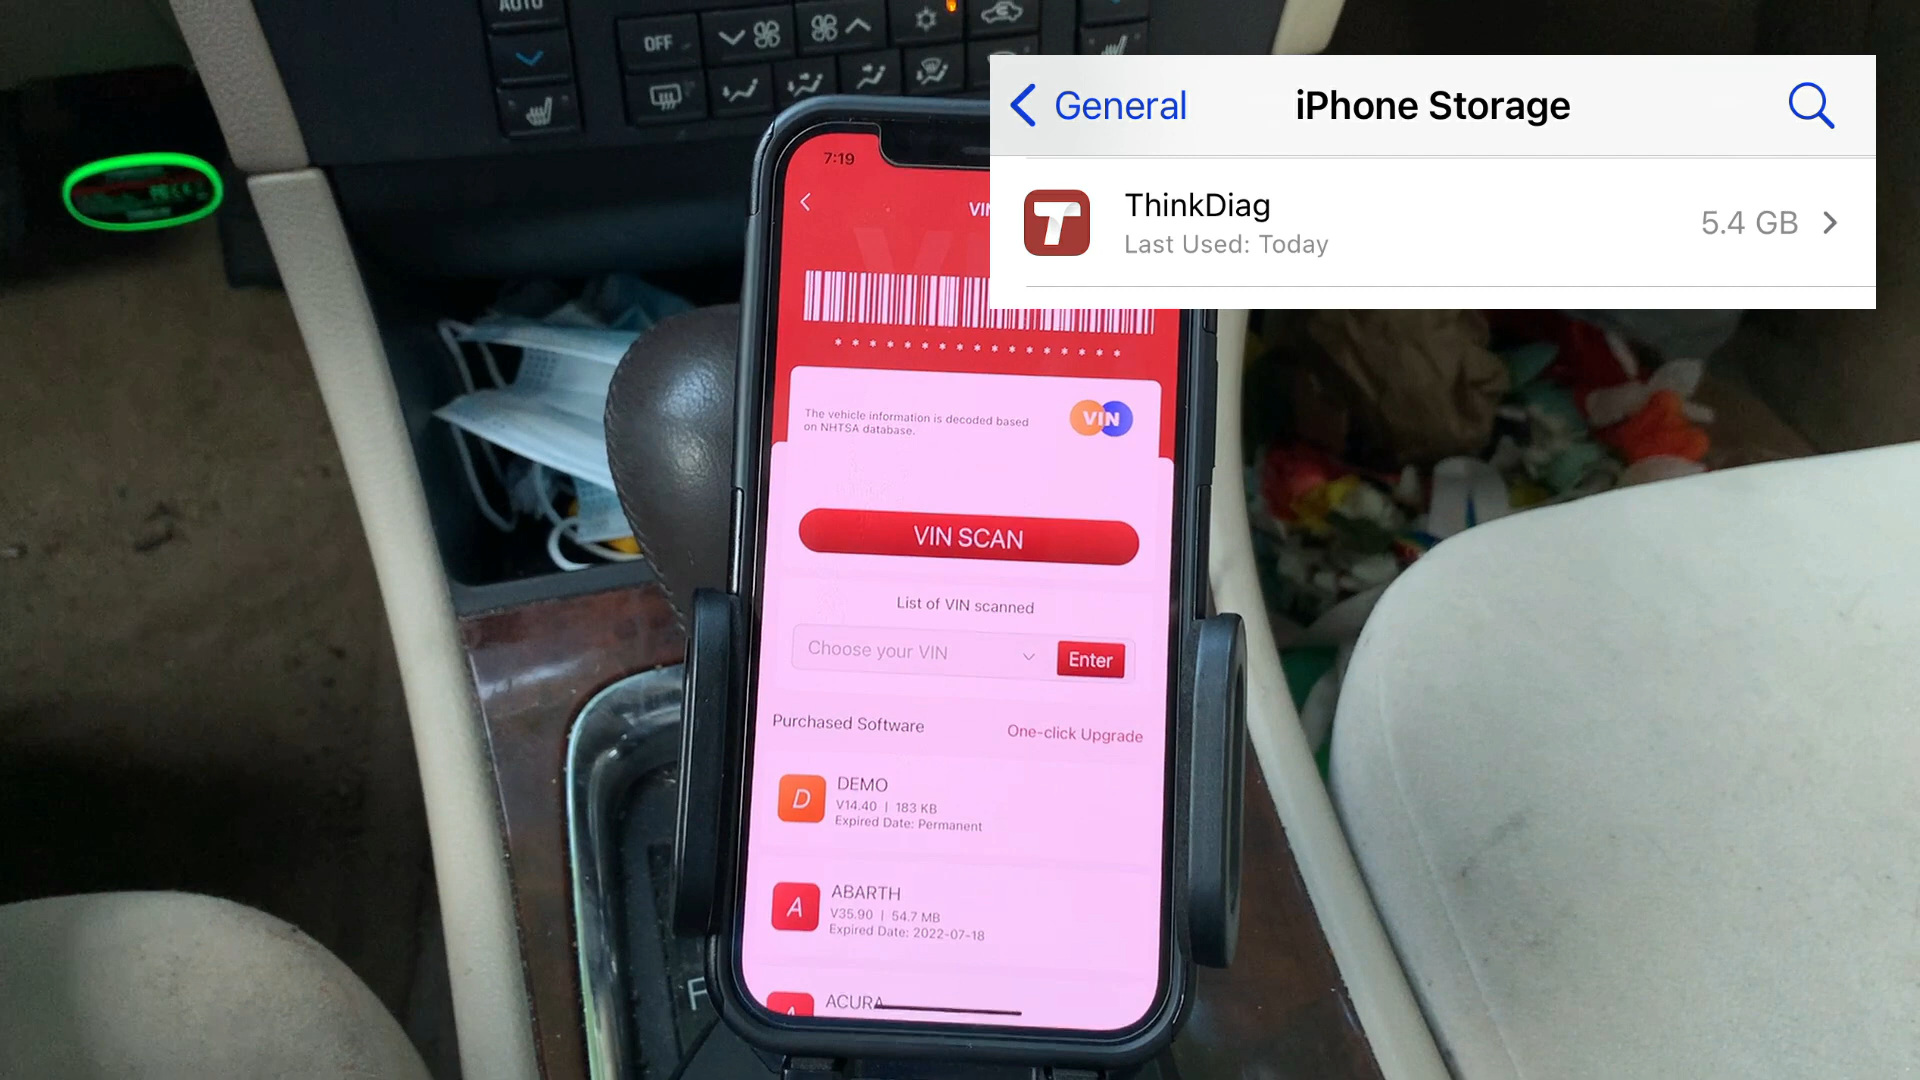 AUTO
OFF
General
iPhone Storage
ThinkDiag
Last Used: Today
5.4 GB
7:19
* * * * * * * * * * * * * * * * *
The vehicle information is decoded based
on NHTSA database.
VIN
VIN SCAN
List of VIN scanned
Choose your VIN
Enter
Purchased Software
One-click Upgrade
D
DEMO
V14.40 | 183 KB
Expired Date: Permanent
A
ABARTH
V35.90 | 54.7 MB
Expired Date: 2022-07-18
ACURA